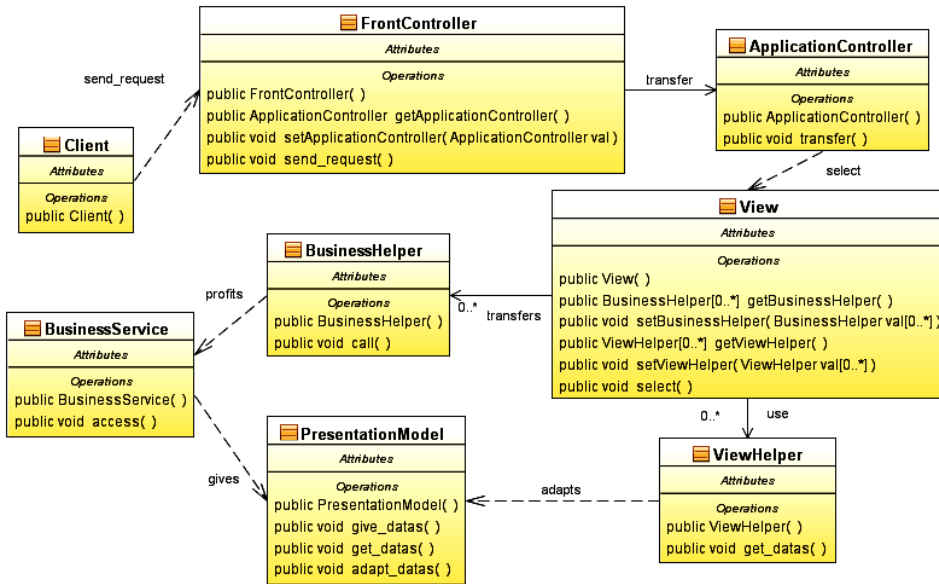 FrontController
Attributes
Operations
public FrontController( )
public ApplicationController getApplicationController( )
public void setApplicationController( ApplicationController val )
public void send_request( )
send_request
transfer
ApplicationController
Attributes
Operations
public ApplicationController( )
public void transfer( )
Client
Attributes
Operations
public Client( )
select
View
Attributes
Operations
public View( )
public BusinessHelper[0..*] getBusinessHelper( )
public void setBusinessHelper( BusinessHelper val[0..*] )
public ViewHelper[0..*] getViewHelper( )
public void setViewHelper( ViewHelper val[0..*] )
public void select( )
BusinessHelper
Attributes
Operations
public BusinessHelper( )
public void call( )
0..*
transfers
profits
BusinessService
Attributes
Operations
public BusinessService( )
public void access( )
gives
PresentationModel
Attributes
Operations
public PresentationModel( )
public void give_datas( )
public void get_datas( )
public void adapt_datas( )
adapts
0..*
use
ViewHelper
Attributes
Operations
public ViewHelper( )
public void get_datas( )